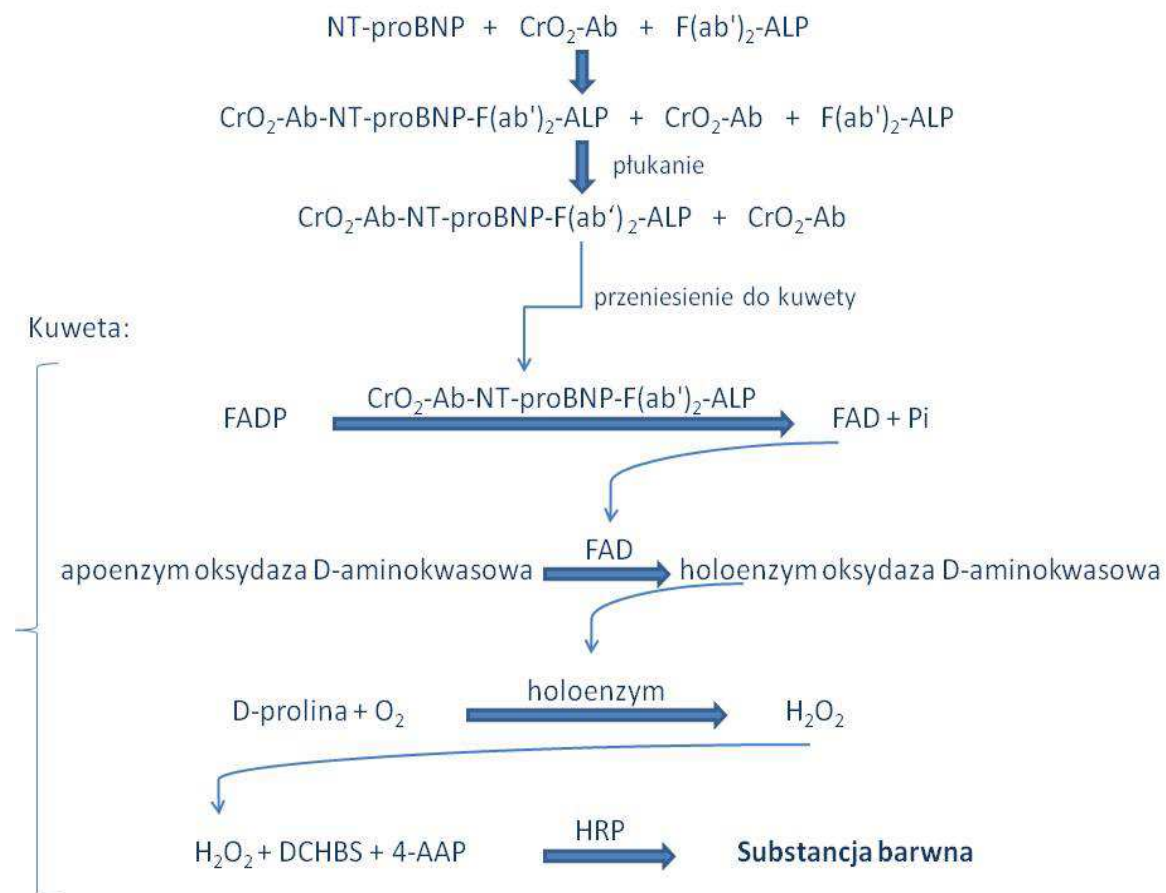 NT-proBNP + CrO₂-Ab + F(ab')₂-ALP
CrO₂-Ab-NT-proBNP-F(ab')₂-ALP + CrO₂-Ab + F(ab')₂-ALP
płukanie
CrO₂-Ab-NT-proBNP-F(ab')₂-ALP + CrO₂-Ab
przeniesienie do kuwety
Kuweta:
CrO₂-Ab-NT-proBNP-F(ab')₂-ALP
FADP FAD + Pi
FAD
apoenzym oksydaza D-aminokwasowa holoenzym oksydaza D-aminokwasowa
holoenzym
D-prolina + O₂ H₂O₂
HRP
H₂O₂ + DCHBS + 4-AAP Substancja barwna